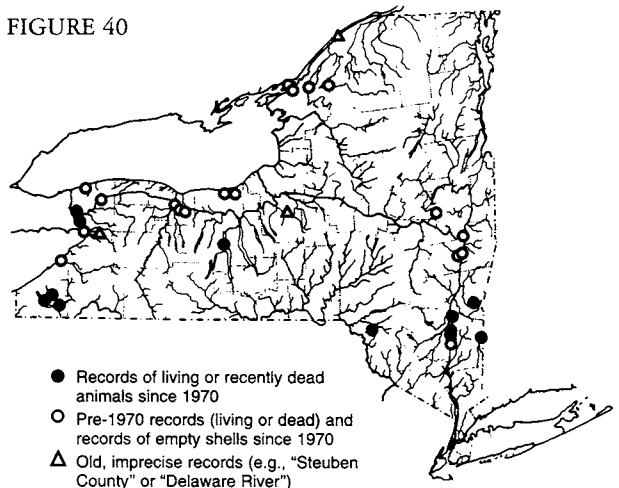 FIGURE 40
Records of living or recently dead
animals since 1970
Pre-1970 records (living or dead) and
records of empty shells since 1970
Old, imprecise records (e.g., “Steuben
County” or “Delaware River”)